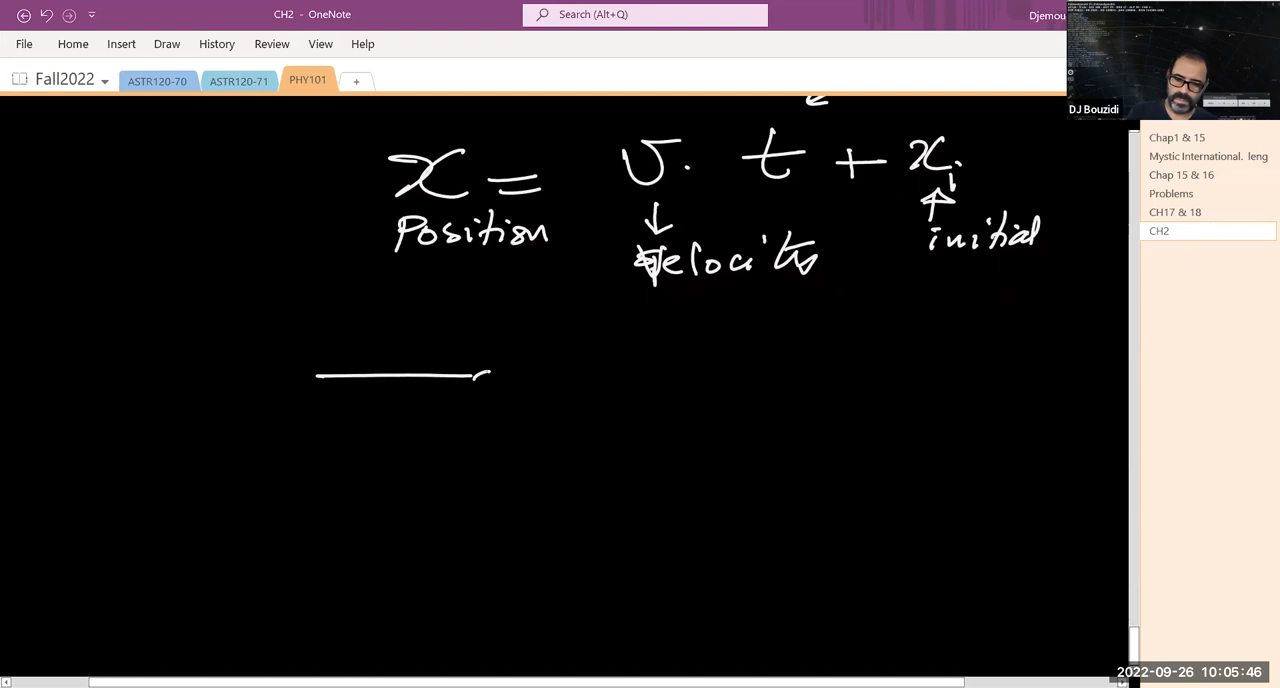 CH2 - OneNote
Search (Alt+Q)
Djemou
File Home Insert Draw History Review View Help
Fall2022 ASTR120-70 ASTR120-71 PHY101 +
DJ Bouzidi
x = v. t + xi
Position
velocity
initial
Chap1 & 15
Mystic International. leng
Chap 15 & 16
Problems
CH17 & 18
CH2
2022-09-26 10:05:46